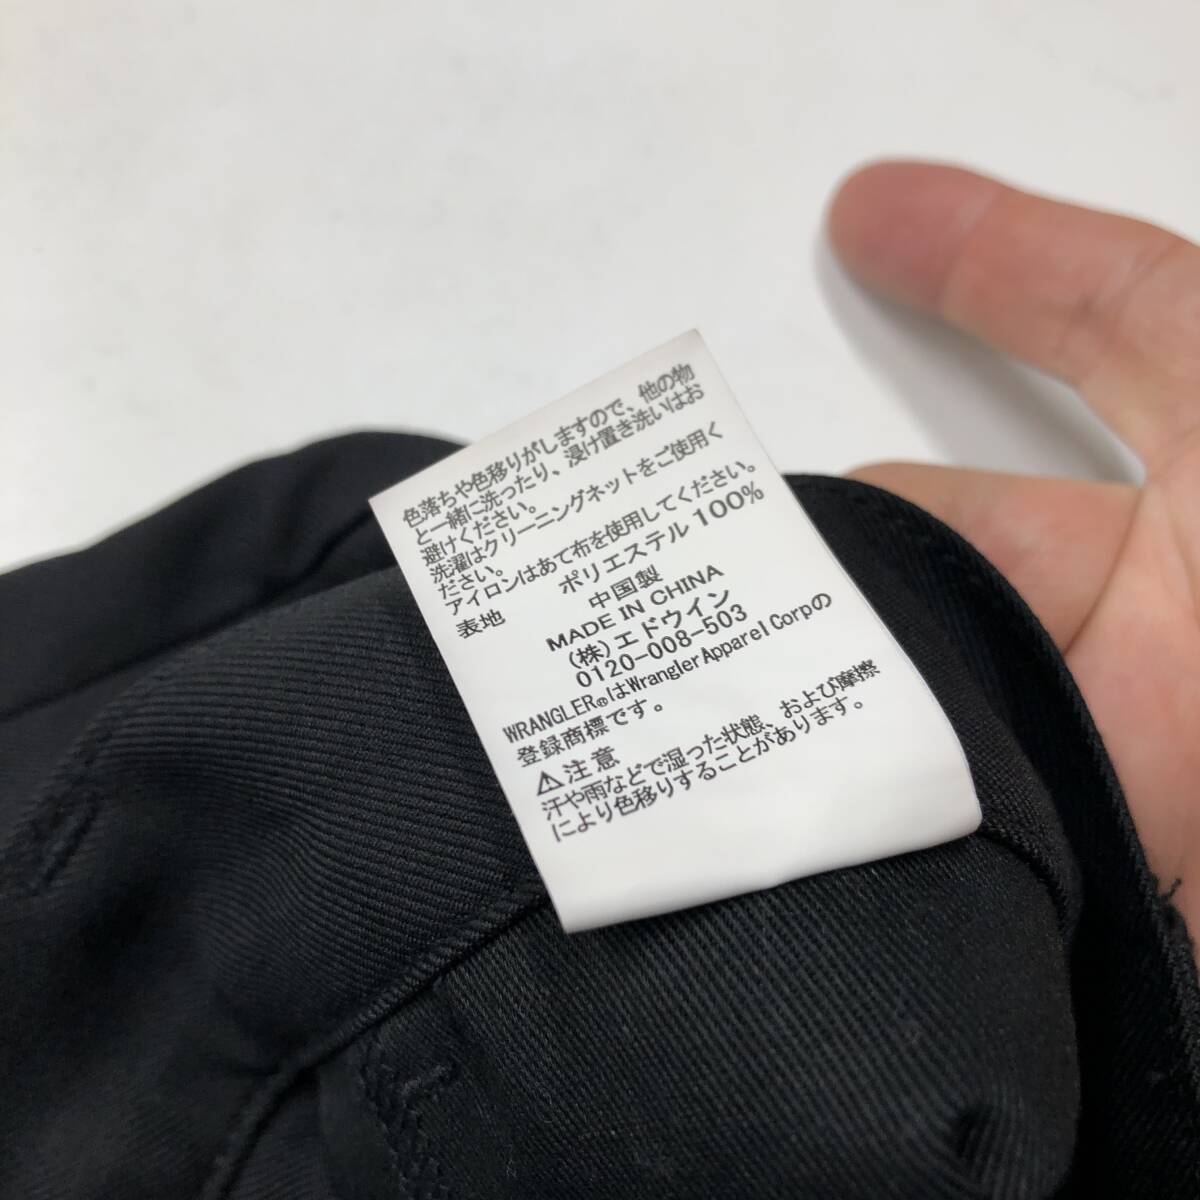 色落ちや色移りがしますので、他の物
と一緒に洗ったり、浸け置き洗いはお
避けください。
洗濯はクリーニングネットをご使用く
ださい。
アイロンはあて布を使用してください。
表地 ポリエステル 100%
中国製
MADE IN CHINA
(株)エドウイン
0120-008-503
WRANGLER®はWrangler Apparel Corpの
登録商標です。
⚠注意
汗や雨などで湿った状態、および摩擦
により色移りすることがあります。